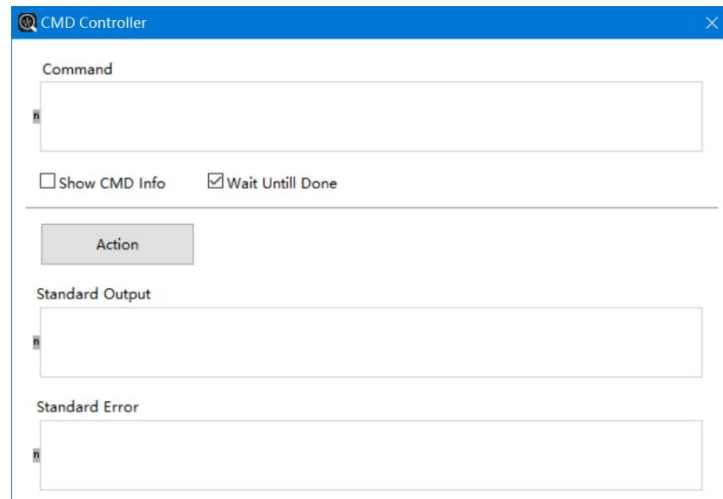 CMD Controller
Command
n
Show CMD Info Wait Untill Done
Action
Standard Output
n
Standard Error
n